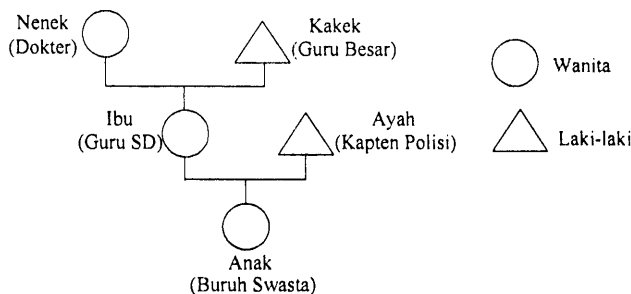 Nenek
(Dokter)
Kakek
(Guru Besar)
Wanita
Ibu
(Guru SD)
Ayah
(Kapten Polisi)
Laki-laki
Anak
(Buruh Swasta)